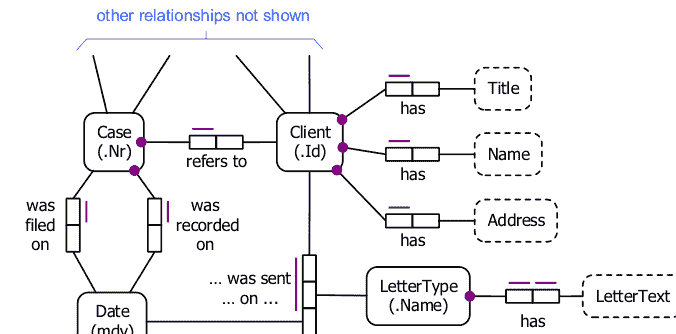 other relationships not shown
Title
has
Case
(.Nr)
refers to
Client
(.Id)
Name
has
was
filed
on
was
recorded
on
Address
has
... was sent
... on ...
LetterType
(.Name)
has
LetterText
Date
(mdy)